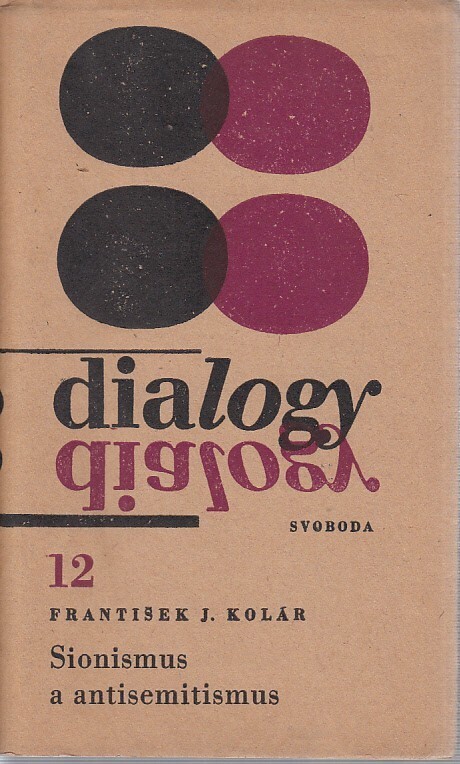 dialogy
dialogy
SVOBODA
12
FRANTIŠEK J. KOLÁR
Sionismus
a antisemitismus